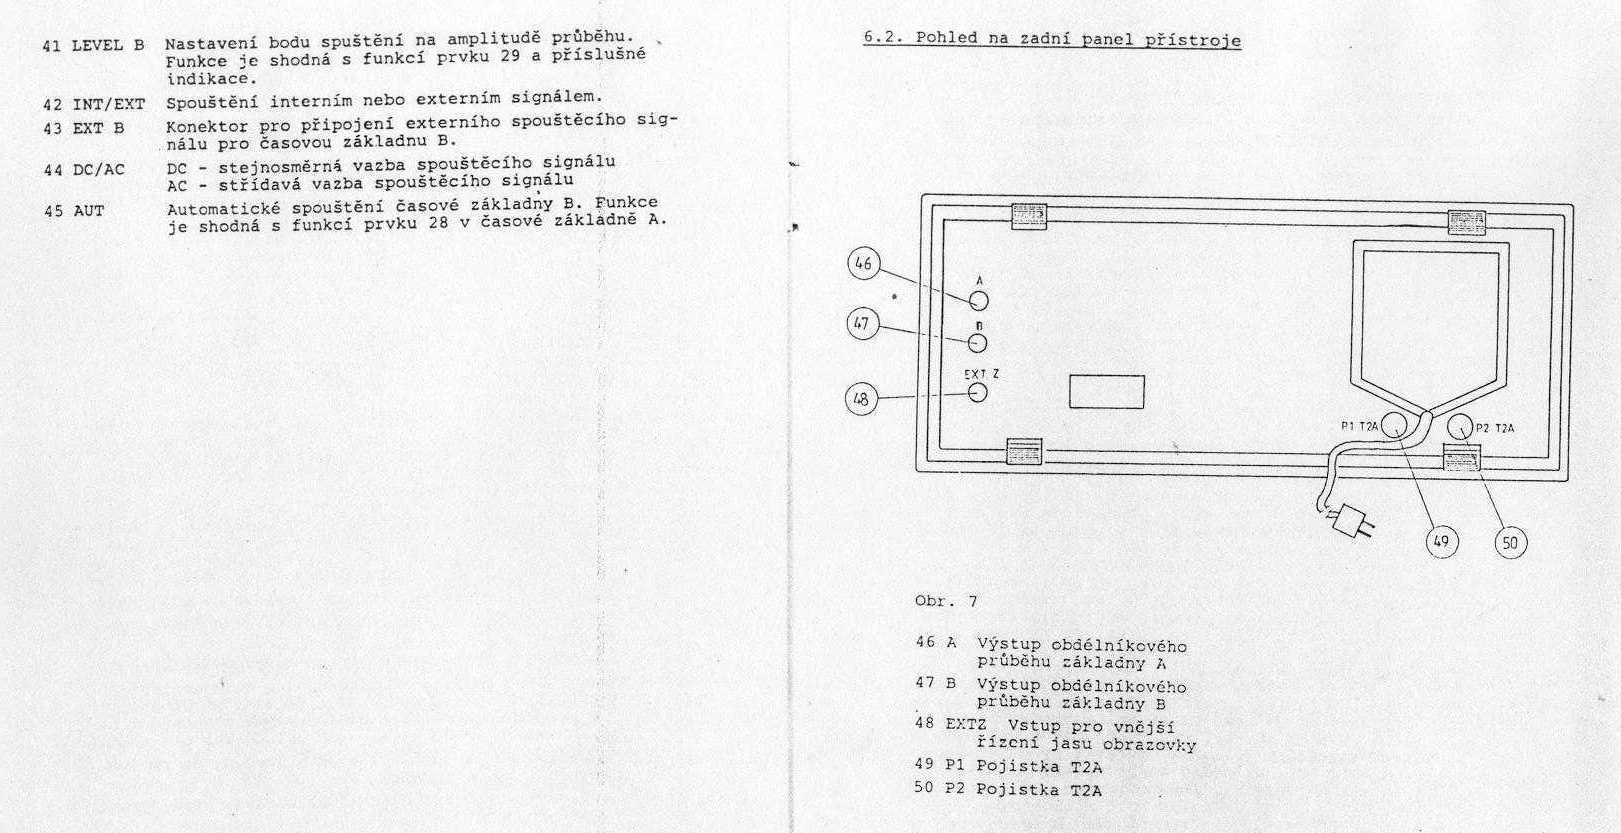 41 LEVEL B Nastavení bodu spuštění na amplitudě průběhu.
Funkce je shodná s funkcí prvku 29 a příslušné
indikace.
42 INT/EXT Spouštění interním nebo externím signálem.
43 EXT B Konektor pro připojení externího spouštěcího sig-
nálu pro časovou základnu B.
44 DC/AC DC - stejnosměrná vazba spouštěcího signálu
AC - střídavá vazba spouštěcího signálu
45 AUT Automatické spouštění časové základny B. Funkce
je shodná s funkcí prvku 28 v časové základně A.
6.2. Pohled na zadní panel přístroje
46
A
47
B
EXT Z
48
P1 T2A
P2 T2A
49
50
Obr. 7
46 A Výstup obdélníkového
průběhu základny A
47 B Výstup obdélníkového
průběhu základny B
48 EXTZ Vstup pro vnější
řízení jasu obrazovky
49 P1 Pojistka T2A
50 P2 Pojistka T2A